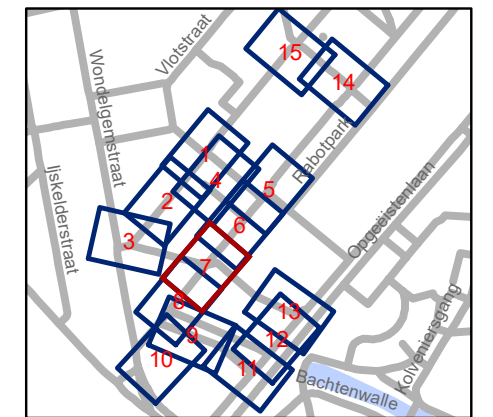 Vlotstraat
15
14
Wondelgemstraat
Rabotpark
1
4
5
2
Ijskelderstraat
6
3
Opgeëistenlaan
7
8
13
9
12
10
11
Kolveniersgang
Bachtenwalle